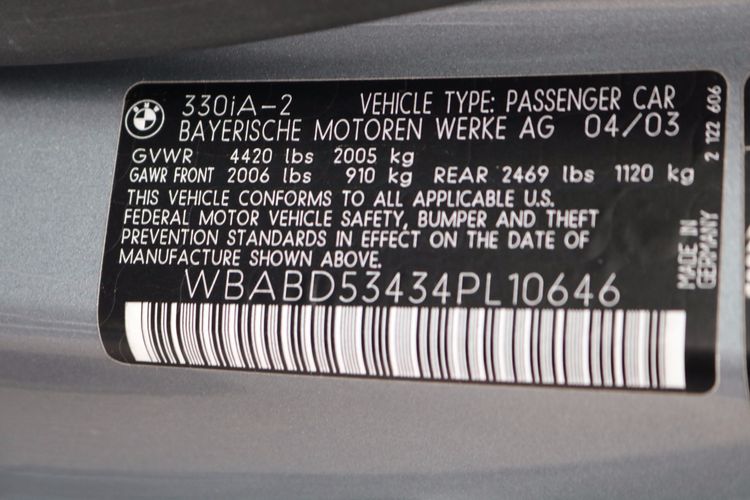 330iA-2 VEHICLE TYPE: PASSENGER CAR
BAYERISCHE MOTOREN WERKE AG 04/03
GVWR 4420 lbs 2005 kg
GAWR FRONT 2006 lbs 910 kg REAR 2469 lbs 1120 kg
THIS VEHICLE CONFORMS TO ALL APPLICABLE U.S.
FEDERAL MOTOR VEHICLE SAFETY, BUMPER AND THEFT
PREVENTION STANDARDS IN EFFECT ON THE DATE OF
MANUFACTURE SHOWN ABOVE.
WBABD53434PL10646
MADE IN
GERMANY
2 122 606
BMW